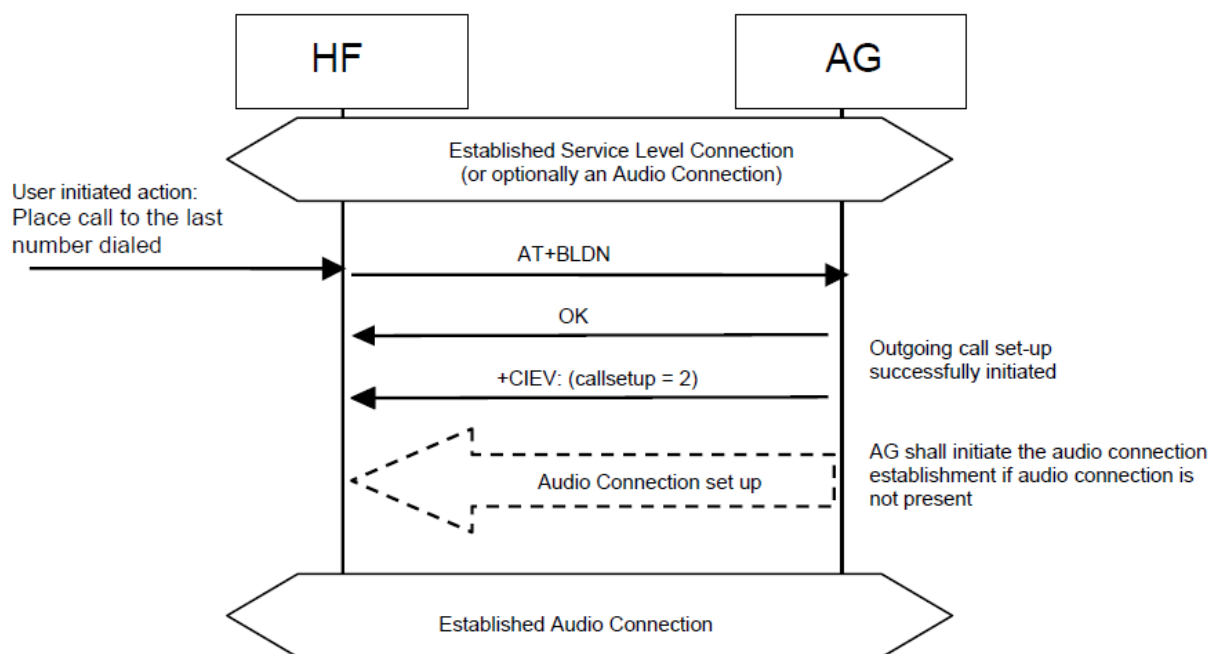 HF
AG
Established Service Level Connection
(or optionally an Audio Connection)
User initiated action:
Place call to the last
number dialed
AT+BLDN
OK
Outgoing call set-up
successfully initiated
+CIEV: (callsetup = 2)
AG shall initiate the audio connection
establishment if audio connection is
not present
Audio Connection set up
Established Audio Connection